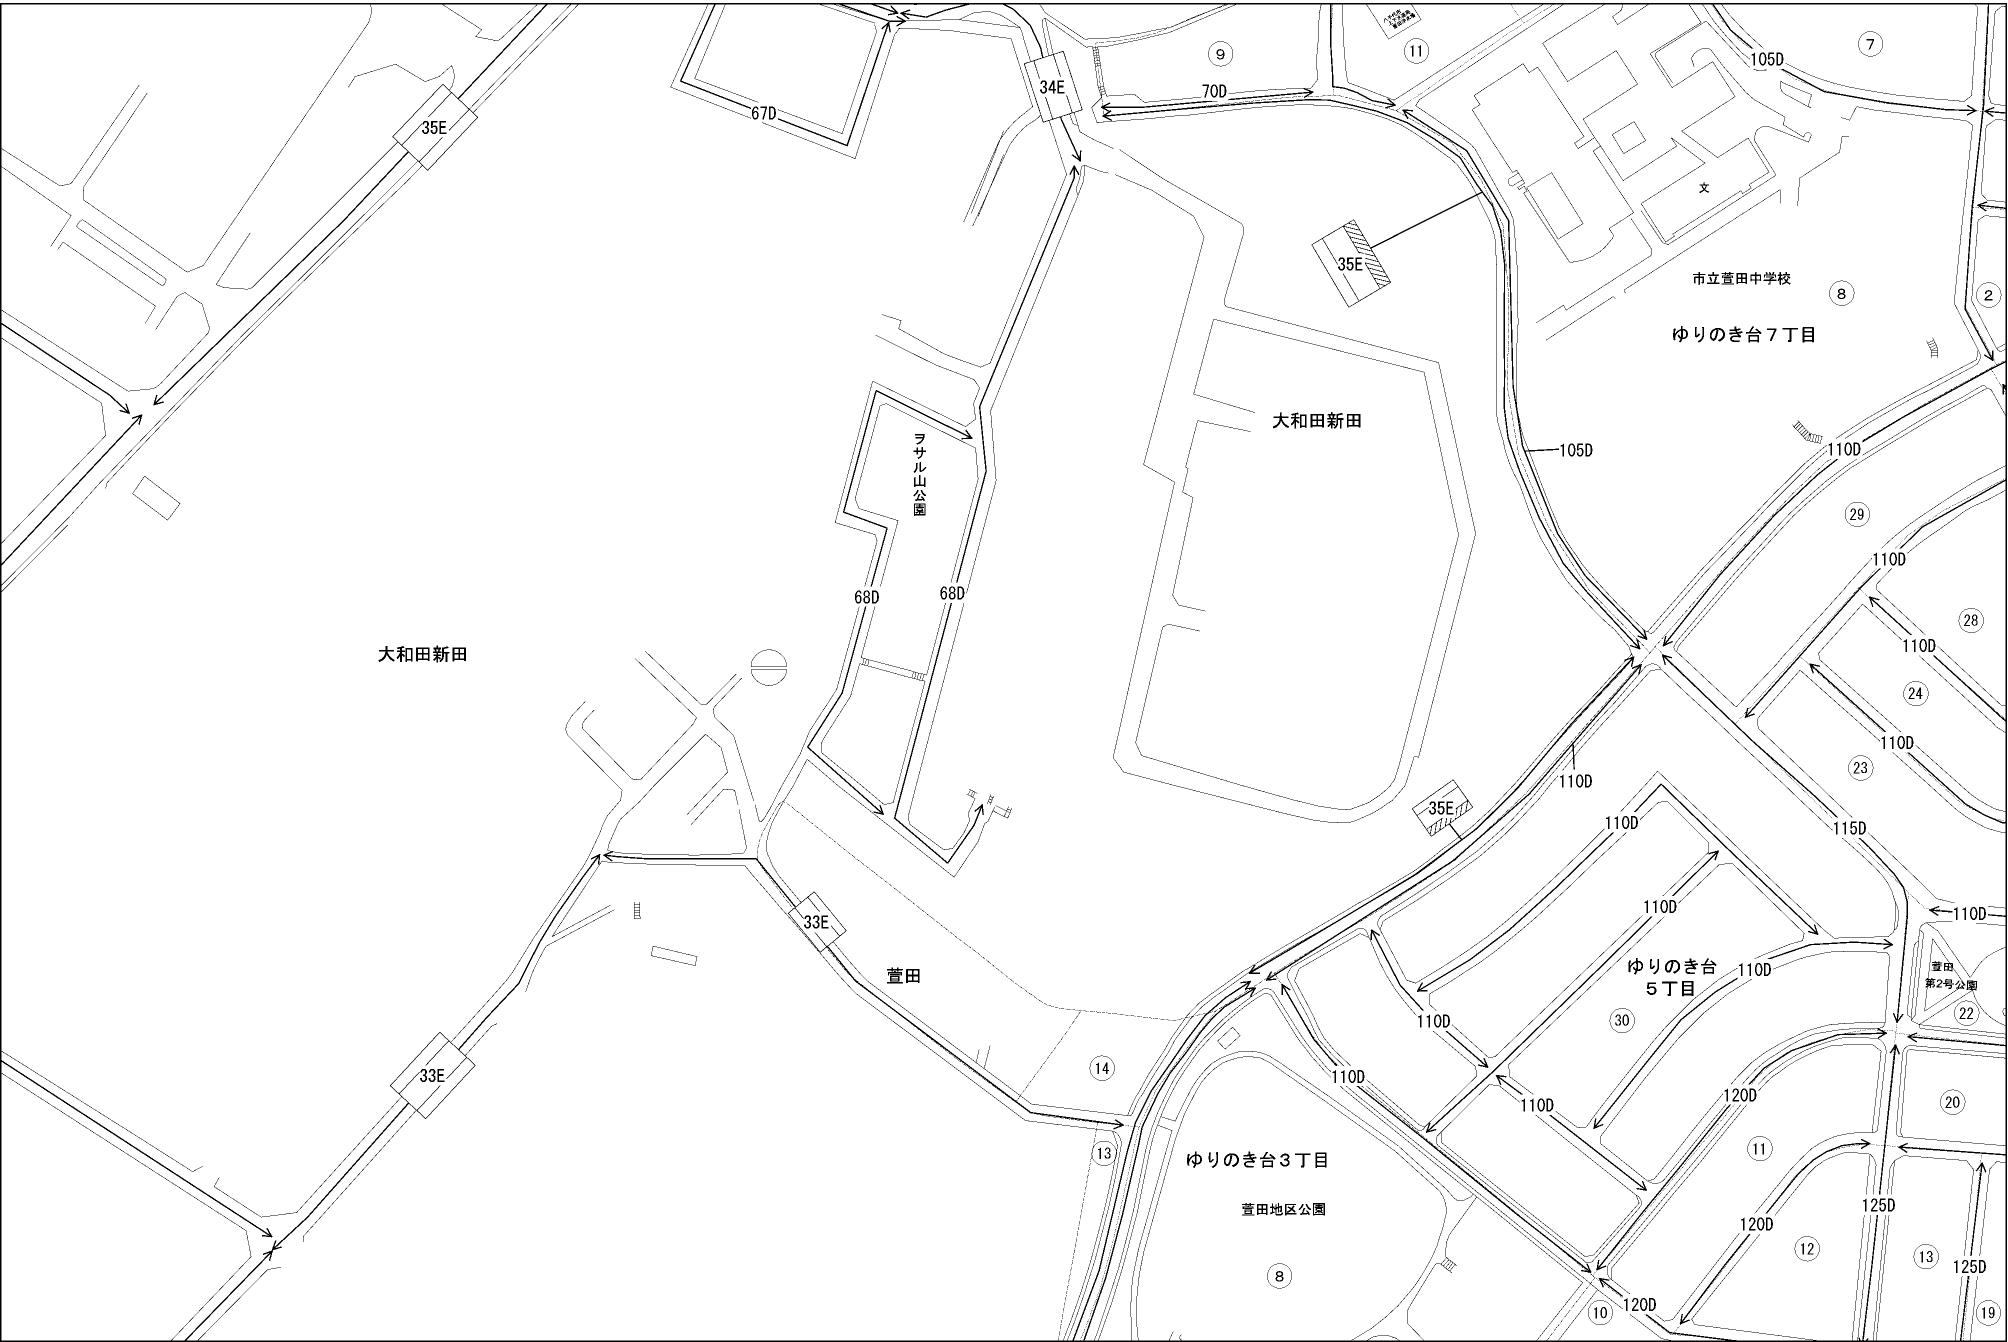 ⑨
⑪
⑦
105D
35E
34E
70D
67D
文
35E
市立萱田中学校
⑧
②
ゆりのき台７丁目
大和田新田
ヲサル山公園
105D
110D
㉙
110D
68D
68D
㉘
110D
大和田新田
㉔
110D
㉓
110D
35E
110D
115D
110D
110D
33E
萱田
ゆりのき台
５丁目
110D
萱田
第2号公園
㉒
110D
㉚
33E
⑭
110D
110D
120D
⑳
⑬
ゆりのき台３丁目
⑪
萱田地区公園
125D
120D
⑫
⑬
125D
⑧
120D
⑩
⑲